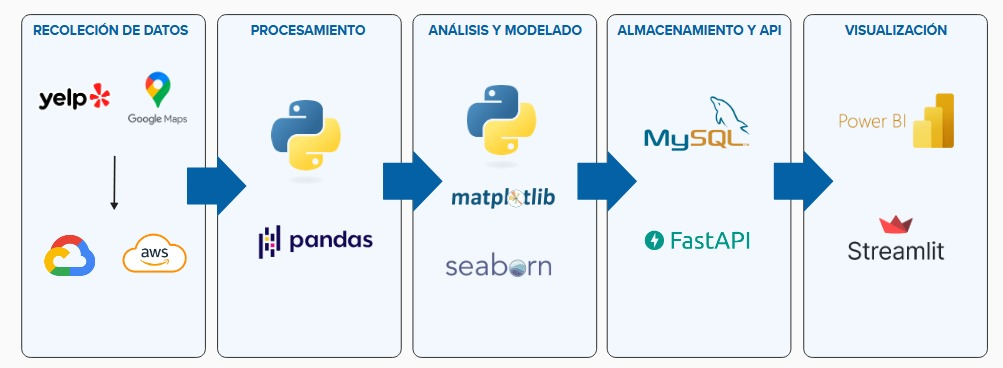 RECOLECIÓN DE DATOS
yelp
Google Maps
aws
PROCESAMIENTO
pandas
ANÁLISIS Y MODELADO
matplotlib
seaborn
ALMACENAMIENTO Y API
MySQL
FastAPI
VISUALIZACIÓN
Power BI
Streamlit